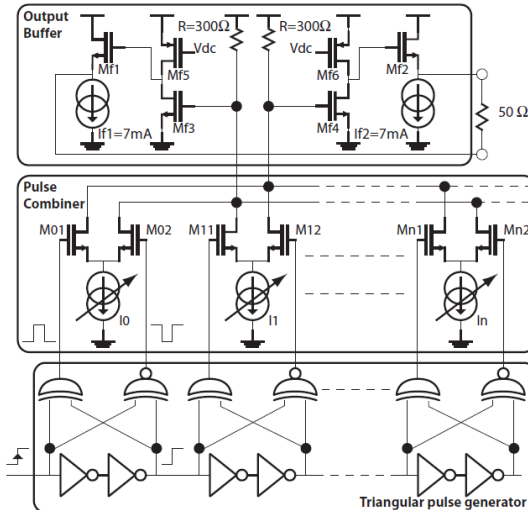 Output
Buffer
R=300Ω
R=300Ω
Vdc
Vdc
Mf1
Mf5
Mf6
Mf2
Mf3
Mf4
50 Ω
If1=7mA
If2=7mA
Pulse
Combiner
M01
M02
M11
M12
Mn1
Mn2
I0
I1
In
Triangular pulse generator